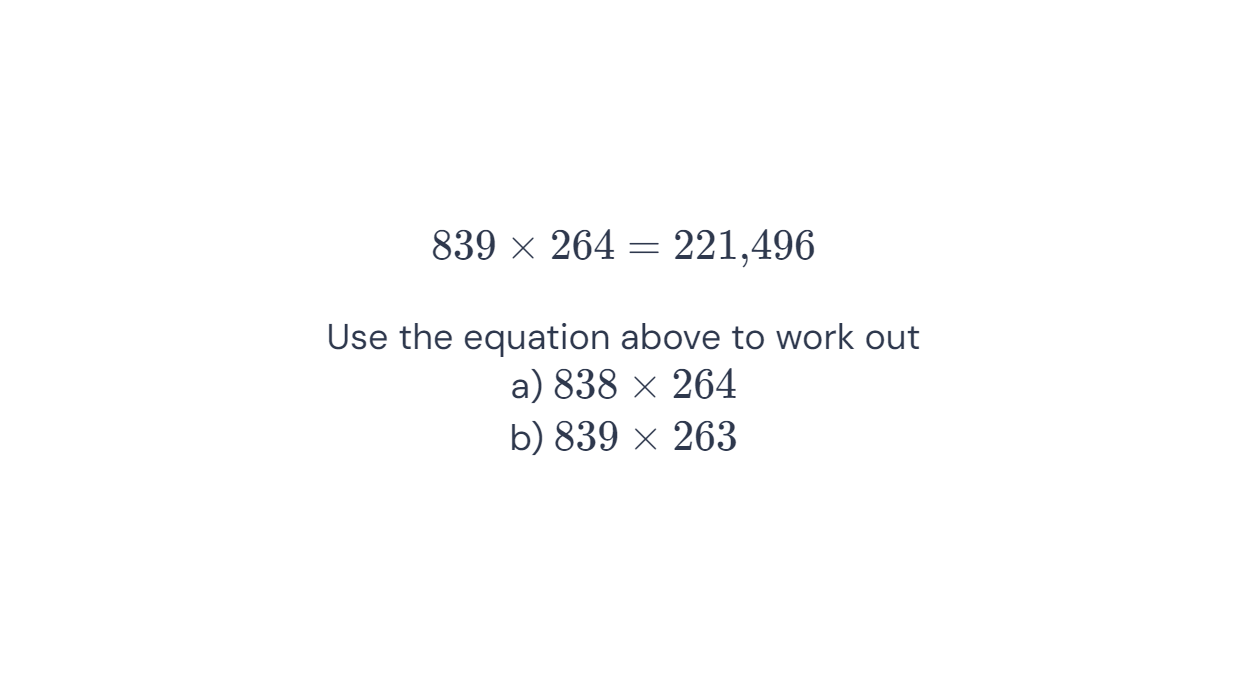 839 × 264 = 221,496
Use the equation above to work out
a) 838 × 264
b) 839 × 263